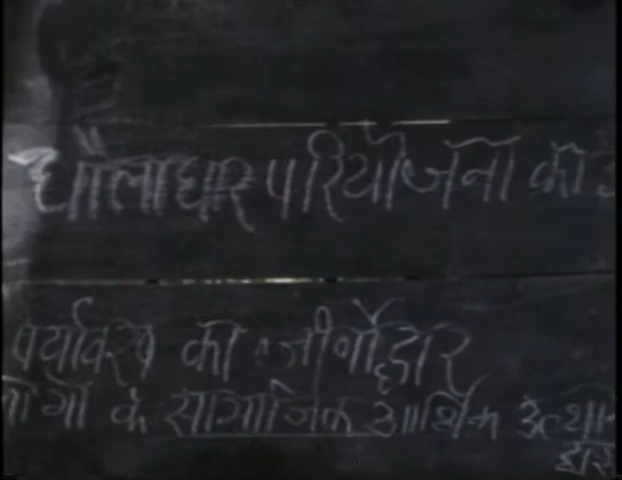 धौलाधार परियोजना का
पर्यावरण का जीर्णोद्धार
के सामाजिक आर्थिक